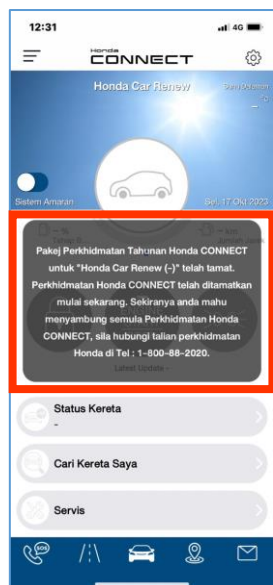 12:31
4G
Honda
CONNECT
Honda Car Renew
Sistem Amaran
Sel, 17 Okt 2023
Pakej Perkhidmatan Tahunan Honda CONNECT
untuk "Honda Car Renew (-)" telah tamat.
Perkhidmatan Honda CONNECT telah ditamatkan
mulai sekarang. Sekiranya anda mahu
menyambung semula Perkhidmatan Honda
CONNECT, sila hubungi talian perkhidmatan
Honda di Tel : 1-800-88-2020.
Latest Update -
Status Kereta
-
Cari Kereta Saya
Servis
SOS